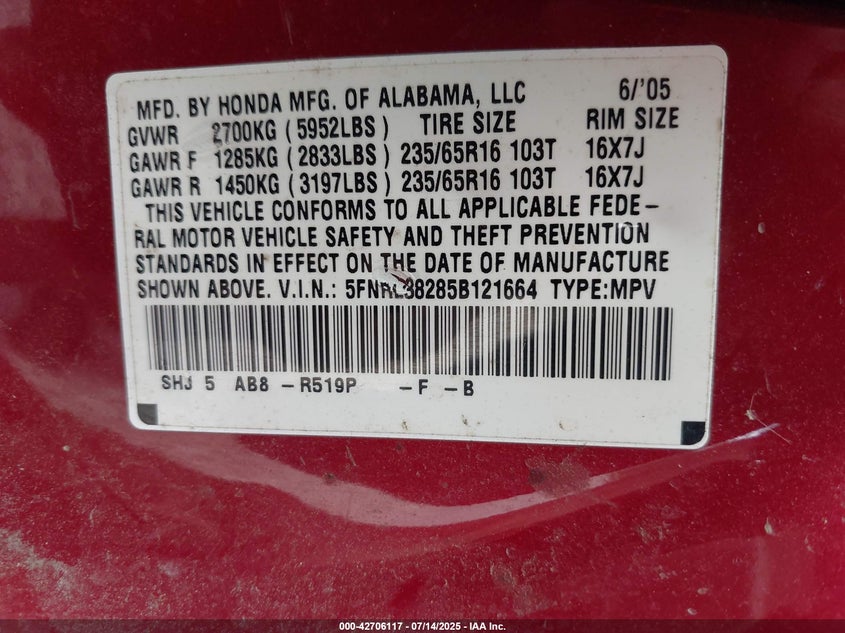 MFD. BY HONDA MFG. OF ALABAMA, LLC 6/'05
GVWR 2700KG (5952LBS) TIRE SIZE RIM SIZE
GAWR F 1285KG (2833LBS) 235/65R16 103T 16X7J
GAWR R 1450KG (3197LBS) 235/65R16 103T 16X7J
THIS VEHICLE CONFORMS TO ALL APPLICABLE FEDE-
RAL MOTOR VEHICLE SAFETY AND THEFT PREVENTION
STANDARDS IN EFFECT ON THE DATE OF MANUFACTURE
SHOWN ABOVE. V.I.N.: 5FNRL38285B121664 TYPE:MPV
SHJ 5 AB8 -R519P -F -B
000-42706117 - 07/14/2025 - IAA Inc.